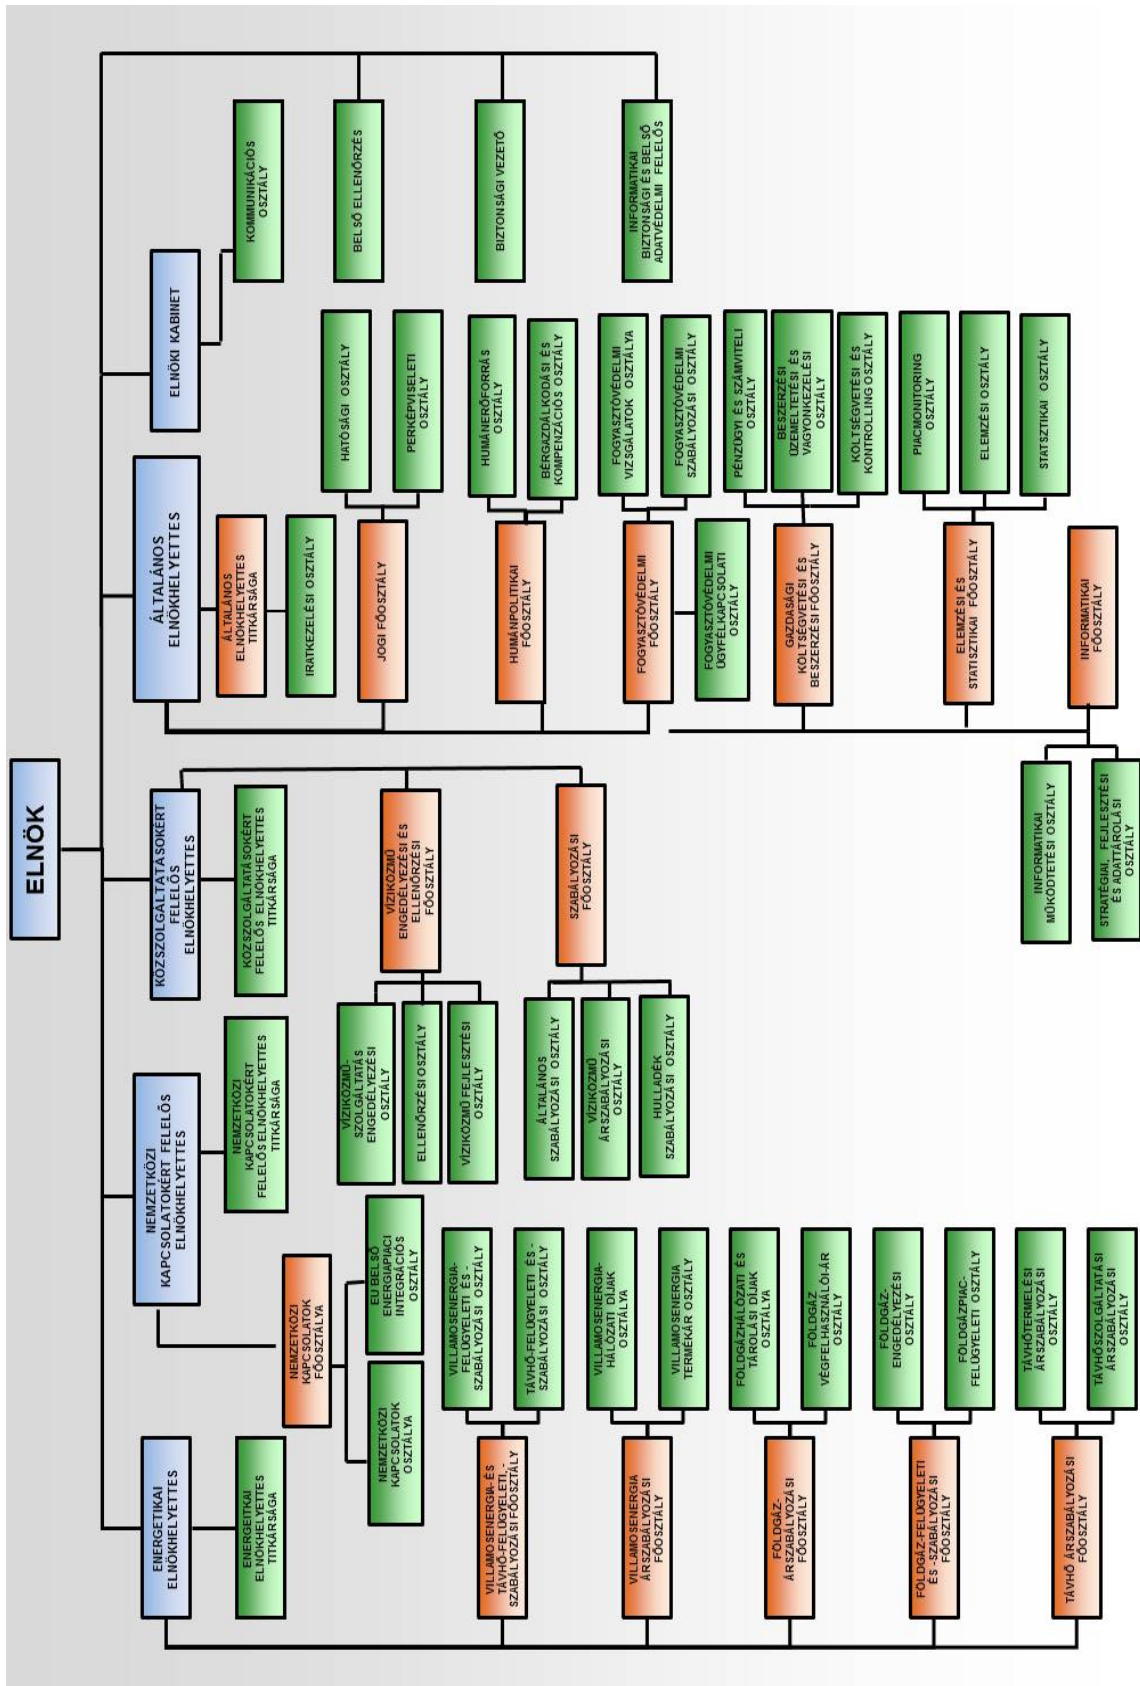 ELNÖK
ENERGETIKAI
ELNÖKHELYETTES
ENERGEITKAI
ELNÖKHELYETTES
TITKÁRSÁGA
VILLAMOSENERGIA- ÉS
TÁVHŐ-FELÜGYELETI, -
SZABÁLYOZÁSI FŐOSZTÁLY
VILLAMOSENERGIA-
FELÜGYELETI ÉS -
SZABÁLYOZÁSI OSZTÁLY
TÁVHŐ-FELÜGYELETI ÉS -
SZABÁLYOZÁSI OSZTÁLY
VILLAMOSENERGIA
ÁRSZABÁLYOZÁSI
FŐOSZTÁLY
VILLAMOSENERGIA-
HÁLÓZATI DÍJAK
OSZTÁLYA
VILLAMOSENERGIA
TERMÉKÁR OSZTÁLY
FÖLDGÁZ-
ÁRSZABÁLYOZÁSI
FŐOSZTÁLY
FÖLDGÁZHÁLÓZATI ÉS
TÁROLÁSI DÍJAK
OSZTÁLYA
FÖLDGÁZ
VÉGFELHASZNÁLÓI-ÁR
OSZTÁLY
FÖLDGÁZ-FELÜGYELETI
ÉS -SZABÁLYOZÁSI
FŐOSZTÁLY
FÖLDGÁZ-
ENGEDÉLYEZÉSI
OSZTÁLY
FÖLDGÁZPIAC-
FELÜGYELETI OSZTÁLY
TÁVHŐ ÁRSZABÁLYOZÁSI
FŐOSZTÁLY
TÁVHŐTERMELÉSI
ÁRSZABÁLYOZÁSI
OSZTÁLY
TÁVHŐSZOLGÁLTATÁSI
ÁRSZABÁLYOZÁSI
OSZTÁLY
NEMZETKÖZI
KAPCSOLATOKÉRT FELELŐS
ELNÖKHELYETTES
NEMZETKÖZI
KAPCSOLATOKÉRT
FELELŐS ELNÖKHELYETTES
TITKÁRSÁGA
NEMZETKÖZI
KAPCSOLATOK
FŐOSZTÁLYA
NEMZETKÖZI
KAPCSOLATOK
OSZTÁLYA
EU BELSŐ
ENERGIAPIACI
INTEGRÁCIÓS
OSZTÁLY
KÖZSZOLGÁLTATÁSOKÉRT
FELELŐS
ELNÖKHELYETTES
KÖZSZOLGÁLTATÁSOKÉRT
FELELŐS ELNÖKHELYETTES
TITKÁRSÁGA
VÍZIKÖZMŰ
ENGEDÉLYEZÉSI ÉS
ELLENŐRZÉSI
FŐOSZTÁLY
VÍZIKÖZMŰ-
SZOLGÁLTATÁS
ENGEDÉLYEZÉSI
OSZTÁLY
ELLENŐRZÉSI OSZTÁLY
VÍZIKÖZMŰ FEJLESZTÉSI
OSZTÁLY
SZABÁLYOZÁSI
FŐOSZTÁLY
ÁLTALÁNOS
SZABÁLYOZÁSI OSZTÁLY
VÍZIKÖZMŰ
ÁRSZABÁLYOZÁSI
OSZTÁLY
HULLADÉK
SZABÁLYOZÁSI OSZTÁLY
ÁLTALÁNOS
ELNÖKHELYETTES
ÁLTALÁNOS
ELNÖKHELYETTES
TITKÁRSÁGA
IRATKEZELÉSI OSZTÁLY
JOGI FŐOSZTÁLY
HATÓSÁGI OSZTÁLY
PERKÉPVISELETI
OSZTÁLY
HUMÁNPOLITIKAI
FŐOSZTÁLY
HUMÁNERŐFORRÁS
OSZTÁLY
BÉRGAZDÁLKODÁSI ÉS
KOMPENZÁCIÓS OSZTÁLY
FOGYASZTÓVÉDELMI
FŐOSZTÁLY
FOGYASZTÓVÉDELMI
VIZSGÁLATOK OSZTÁLYA
FOGYASZTÓVÉDELMI
SZABÁLYOZÁSI OSZTÁLY
FOGYASZTÓVÉDELMI
ÜGYFÉLKAPCSOLATI
OSZTÁLY
GAZDASÁGI
KÖLTSÉGVETÉSI ÉS
BESZERZÉSI FŐOSZTÁLY
PÉNZÜGYI ÉS SZÁMVITELI
OSZTÁLY
BESZERZÉSI
ÜZEMELTETÉSI ÉS
VAGYONKEZELÉSI
OSZTÁLY
KÖLTSÉGVETÉSI ÉS
KONTROLLING OSZTÁLY
ELEMZÉSI ÉS
STATISZTIKAI FŐOSZTÁLY
PIACMONITORING
OSZTÁLY
ELEMZÉSI OSZTÁLY
STATSZTIKAI OSZTÁLY
INFORMATIKAI
FŐOSZTÁLY
INFORMATIKAI
MŰKÖDTETÉSI OSZTÁLY
STRATÉGIAI, FEJLESZTÉSI
ÉS ADATTÁROLÁSI
OSZTÁLY
ELNÖKI KABINET
KOMMUNIKÁCIÓS
OSZTÁLY
BELSŐ ELLENŐRZÉS
BIZTONSÁGI VEZETŐ
INFORMATIKAI
BIZTONSÁGI ÉS BELSŐ
ADATVÉDELMI FELELŐS